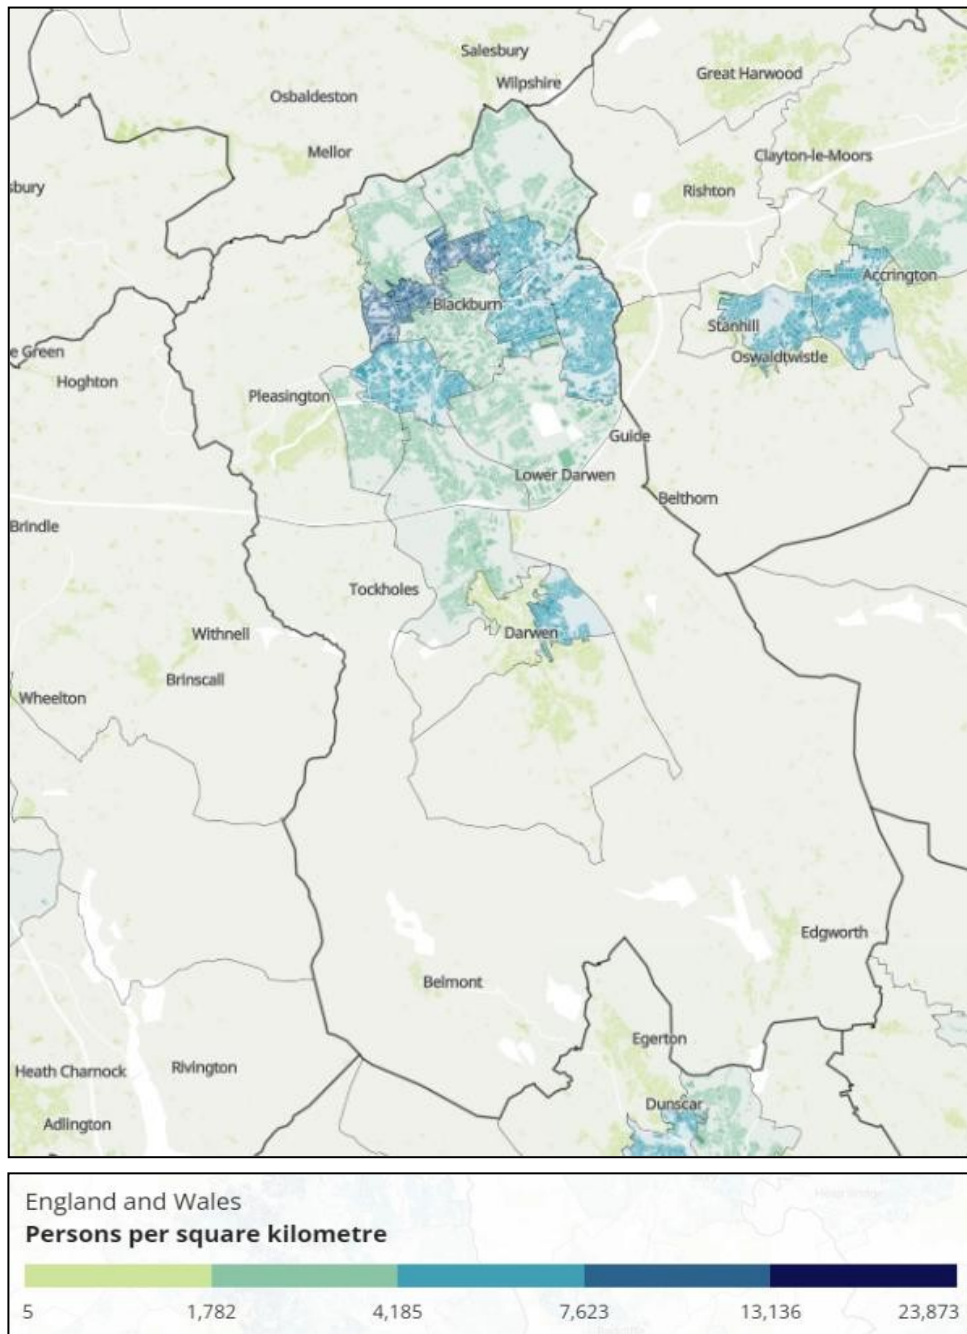 Salesbury
Wilpshire
Great Harwood
Osbaldeston
Mellor
Clayton-le-Moors
sbury
Rishton
Accrington
Blackburn
Stanhill
e Green
Oswaldtwistle
Hoghton
Pleasington
Guide
Lower Darwen
Belthorn
Brindle
Tockholes
Withnell
Darwen
Brinscall
Wheelton
Edgworth
Belmont
Egerton
Heath Charnock
Rivington
Dunscar
Adlington
England and Wales
Persons per square kilometre
5 1,782 4,185 7,623 13,136 23,873